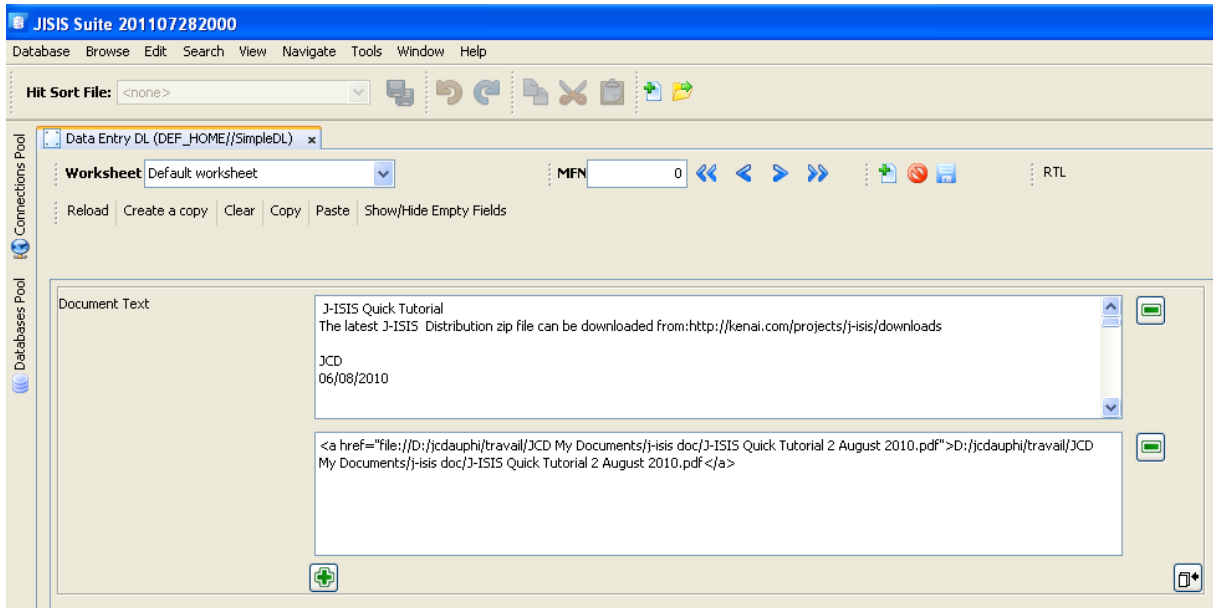 JISIS Suite 201107282000
Database Browse Edit Search View Navigate Tools Window Help
Hit Sort File: <none>
Connections Pool
Databases Pool
Data Entry DL (DEF_HOME//SimpleDL) x
Worksheet Default worksheet MFN 0 RTL
Reload Create a copy Clear Copy Paste Show/Hide Empty Fields
Document Text
J-ISIS Quick Tutorial
The latest J-ISIS Distribution zip file can be downloaded from:http://kenai.com/projects/j-isis/downloads
JCD
06/08/2010
<a href="file://D:/jcdauphi/travail/JCD My Documents/j-isis doc/J-ISIS Quick Tutorial 2 August 2010.pdf">D:/jcdauphi/travail/JCD
My Documents/j-isis doc/J-ISIS Quick Tutorial 2 August 2010.pdf</a>